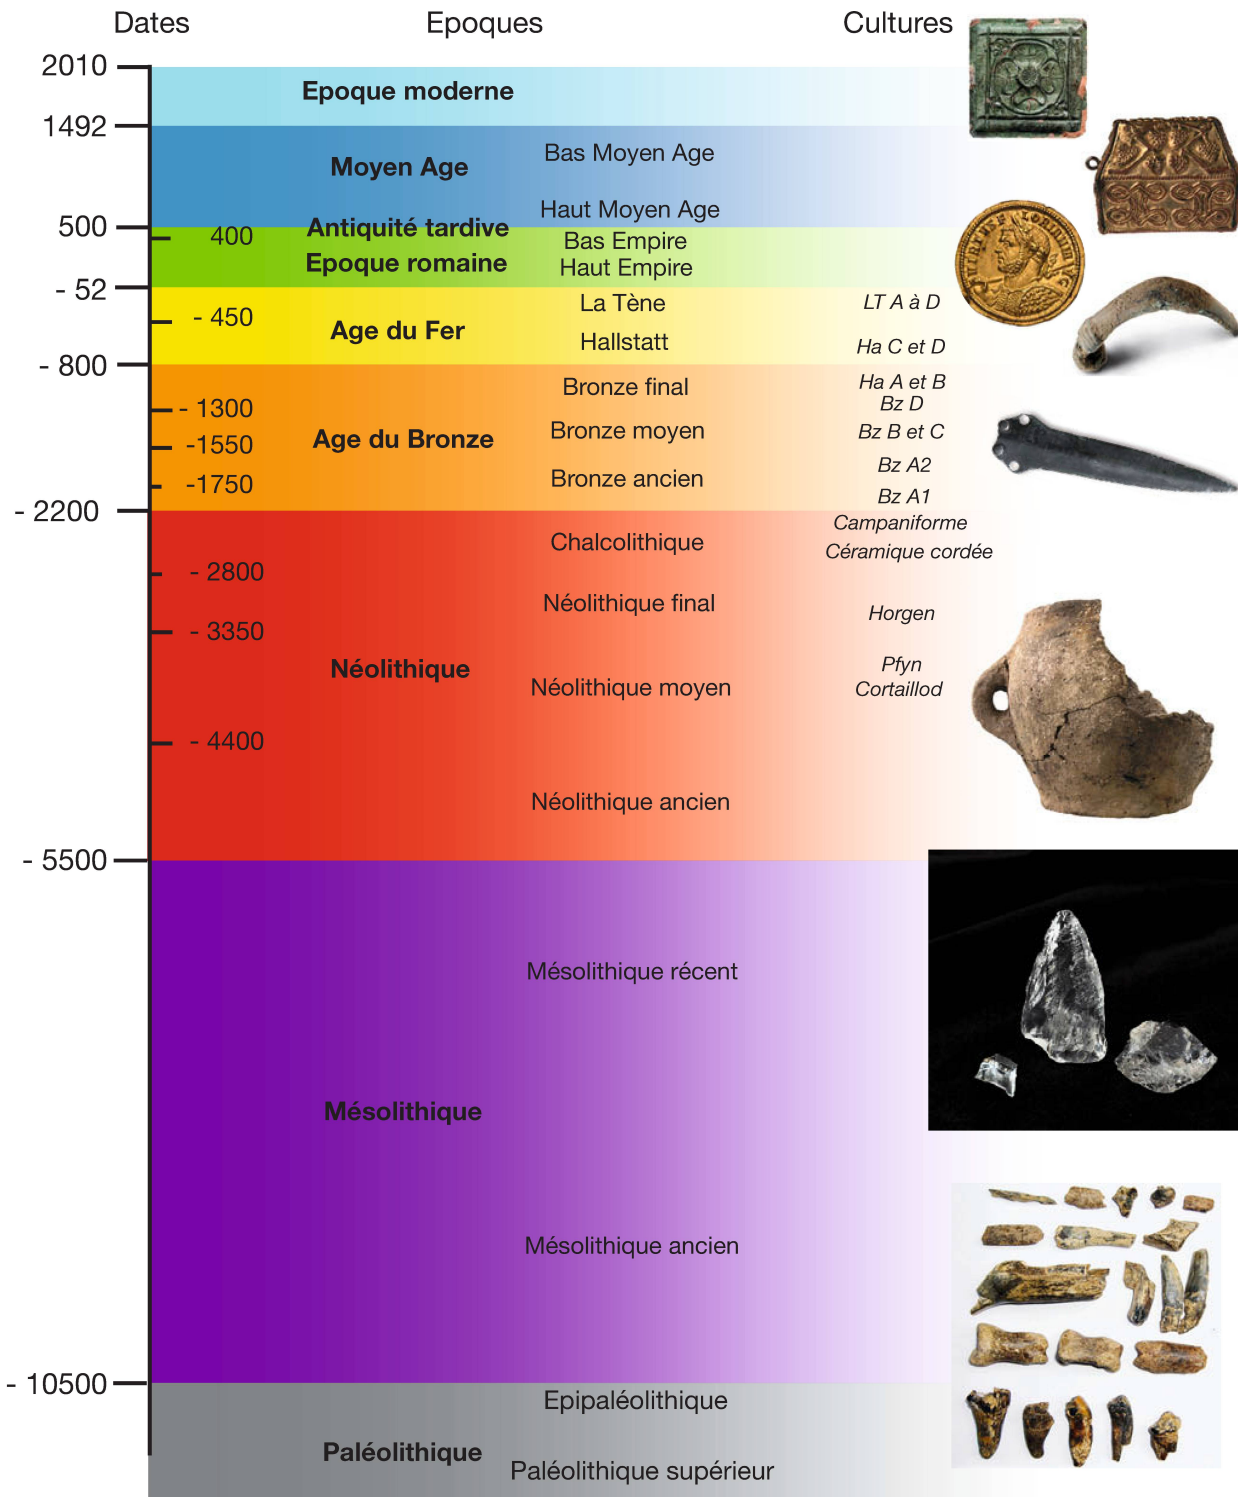 Dates Epoques Cultures
2010
Epoque moderne
1492
Bas Moyen Age
Moyen Age
Haut Moyen Age
500 Antiquité tardive
400 Bas Empire
Epoque romaine Haut Empire
- 52
La Tène LT A à D
- 450
Age du Fer
Hallstatt Ha C et D
- 800
Bronze final Ha A et B
- 1300 Bz D
Age du Bronze Bronze moyen Bz B et C
-1550
Bz A2
-1750 Bronze ancien
Bz A1
- 2200
Campaniforme
Chalcolithique Céramique cordée
- 2800
Néolithique final Horgen
- 3350
Néolithique Pfyn
Néolithique moyen Cortaillod
- 4400
Néolithique ancien
- 5500
Mésolithique récent
Mésolithique
Mésolithique ancien
- 10500
Epipaléolithique
Paléolithique
Paléolithique supérieur